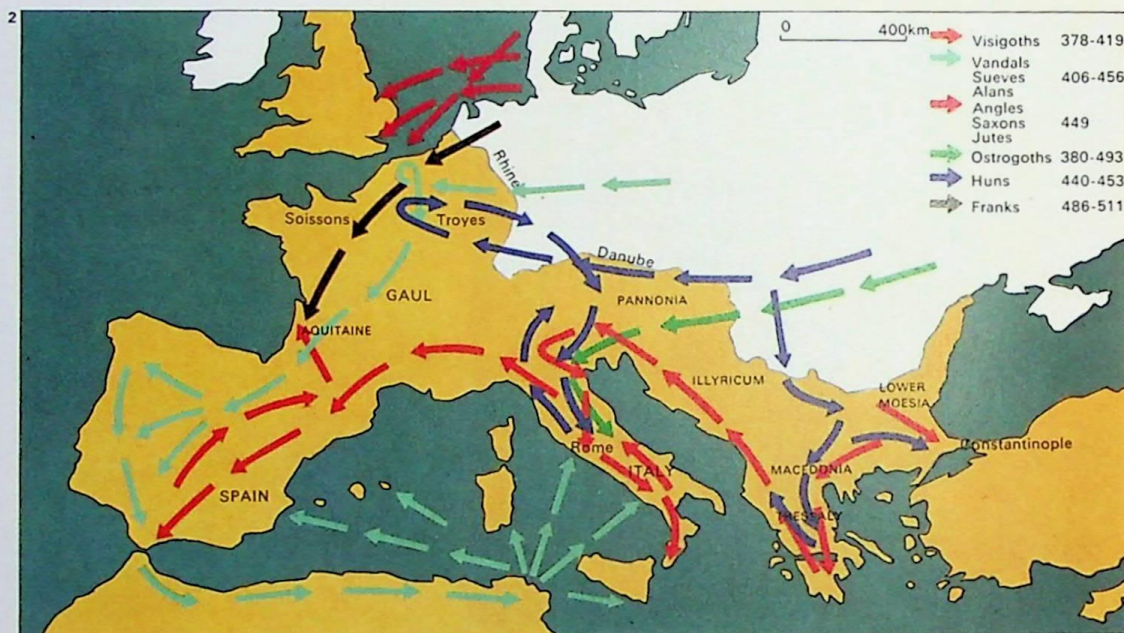 2
0 400km
Visigoths 378-419
Vandals
Sueves 406-456
Alans
Angles
Saxons 449
Jutes
Ostrogoths 380-493
Huns 440-453
Franks 486-511
Rhine
Soissons
Troyes
Danube
GAUL
PANNONIA
AQUITAINE
ILLYRICUM
LOWER
MOESIA
Constantinople
Rome
ITALY
MACEDONIA
SPAIN
THESSALY